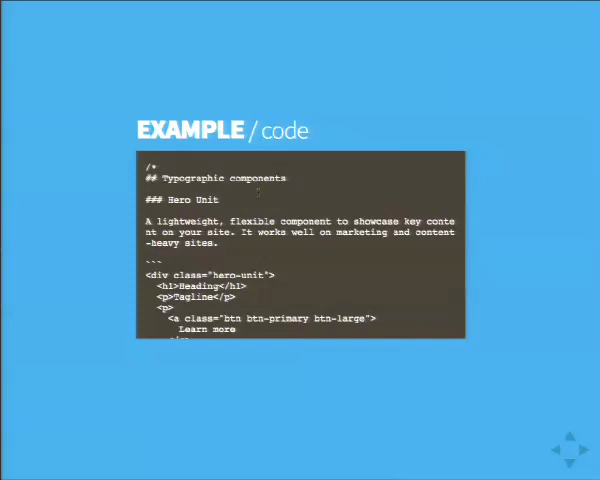 EXAMPLE / code
/*
## Typographic components
### Hero Unit
A lightweight, flexible component to showcase key conte
nt on your site. It works well on marketing and content
-heavy sites.
```
<div class="hero-unit">
<h1>Heading</h1>
<p>Tagline</p>
<p>
<a class="btn btn-primary btn-large">
Learn more